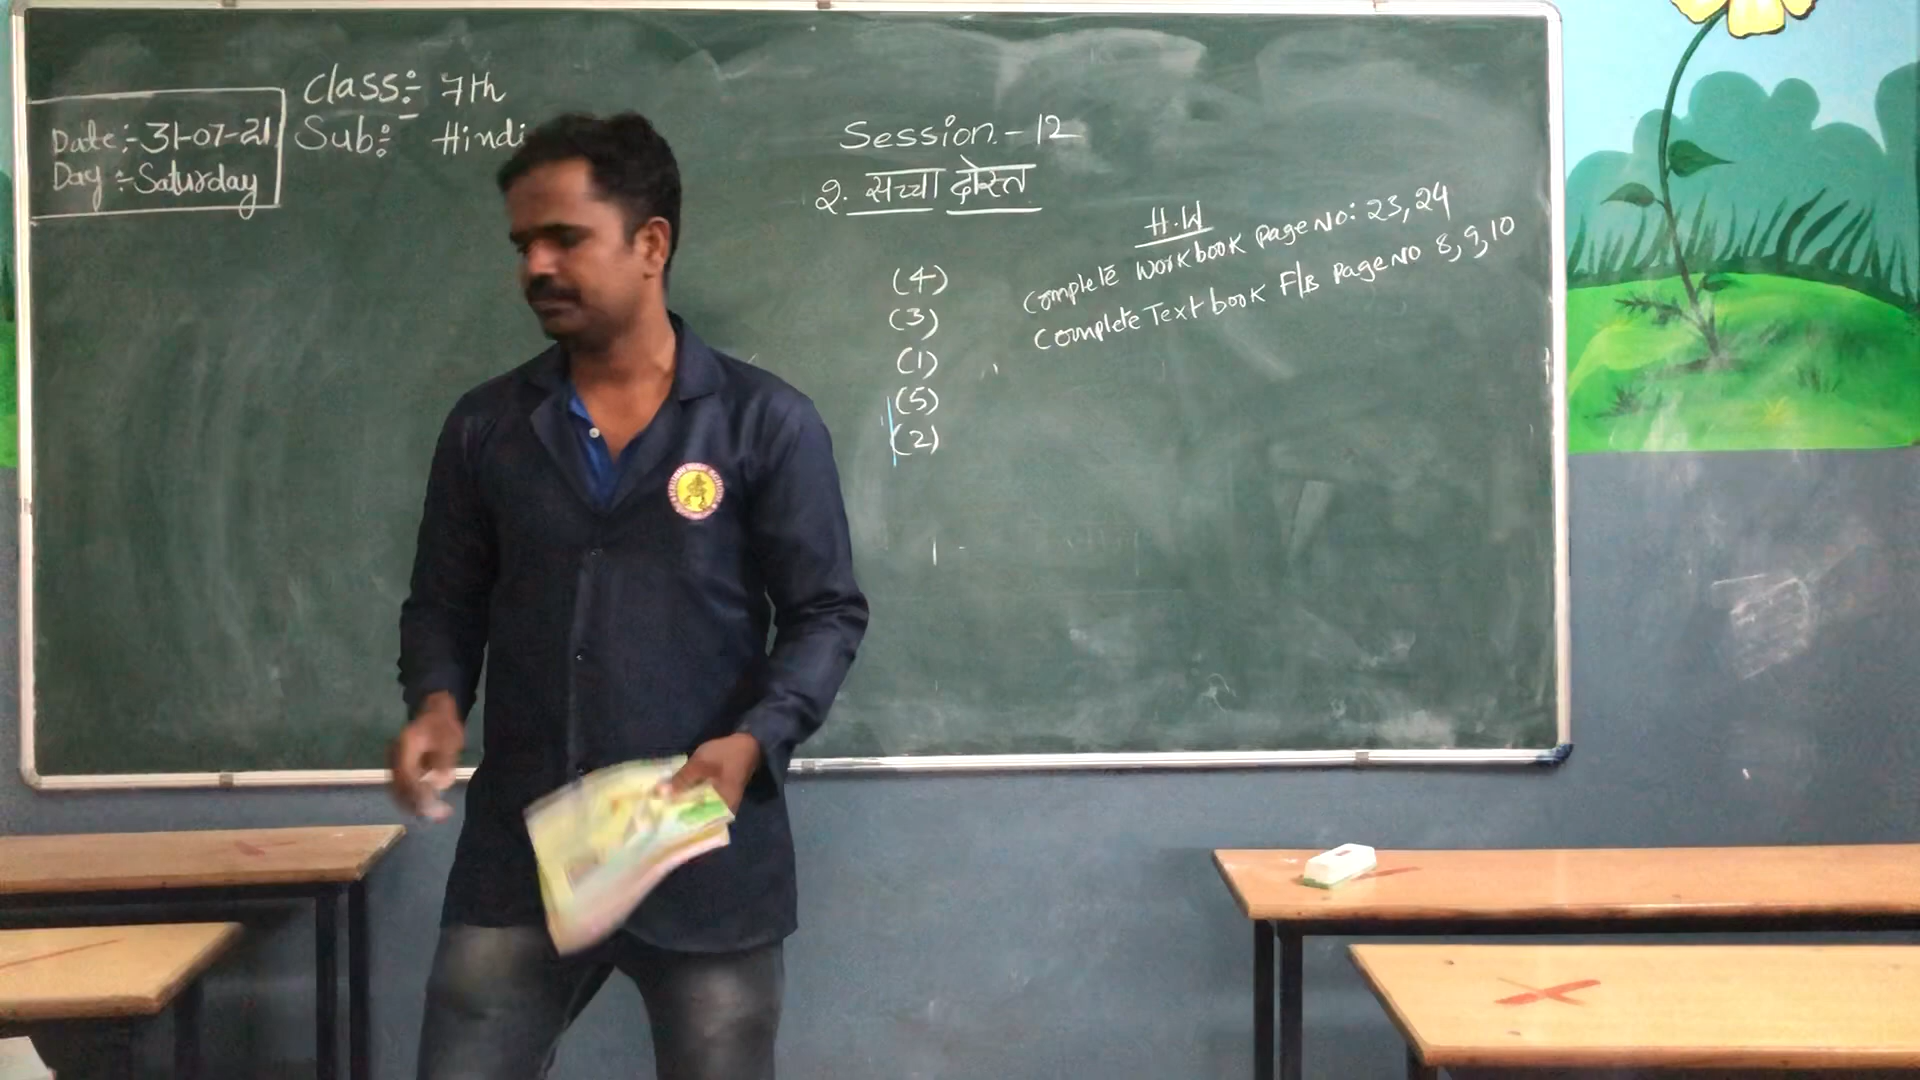 Class:- 7th
Date:- 31-07-21
Sub:- Hindi
Day :- Saturday
Session - 12
2. सच्चा दोस्त
H.W
Complete Workbook page No: 23, 24
Complete Text book F/B page No 8, 9, 10
(4)
(3)
(1)
(5)
(2)